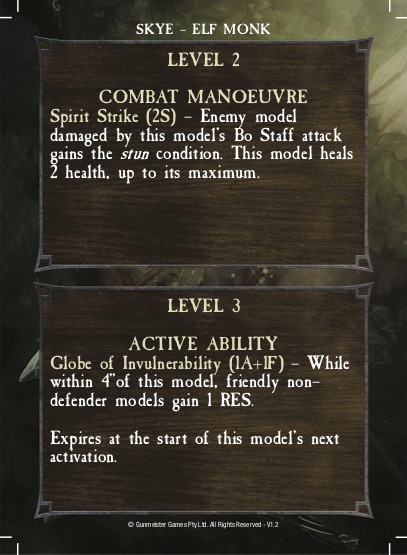 SKYE – ELF MONK
LEVEL 2
COMBAT MANOEUVRE
Spirit Strike (2S) – Enemy model
damaged by this model's Bo Staff attack
gains the stun condition. This model heals
2 health, up to its maximum.
LEVEL 3
ACTIVE ABILITY
Globe of Invulnerability (1A+1F) – While
within 4"of this model, friendly non-
defender models gain 1 RES.
Expires at the start of this model's next
activation.
© Gunmeister Games Pty Ltd. All Rights Reserved - V1.2